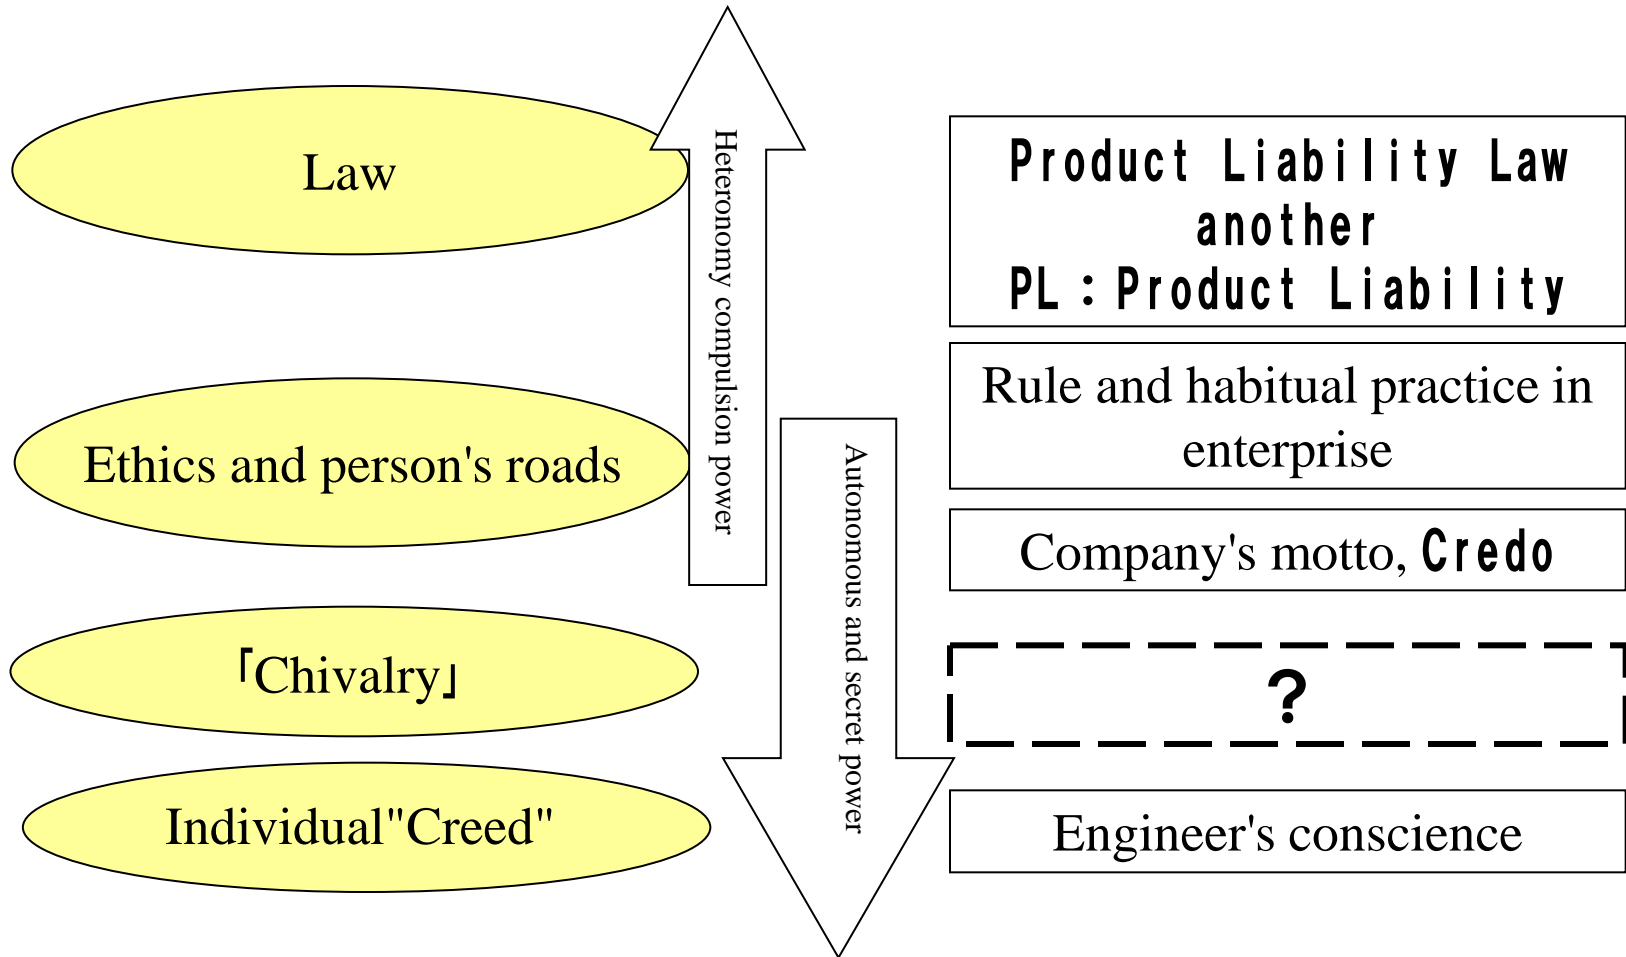 Law
Ethics and person's roads
「Chivalry」
Individual"Creed"
Heteronomy compulsion power
Autonomous and secret power
Product Liability Law
another
PL：Product Liability
Rule and habitual practice in
enterprise
Company's motto, Credo
?
Engineer's conscience